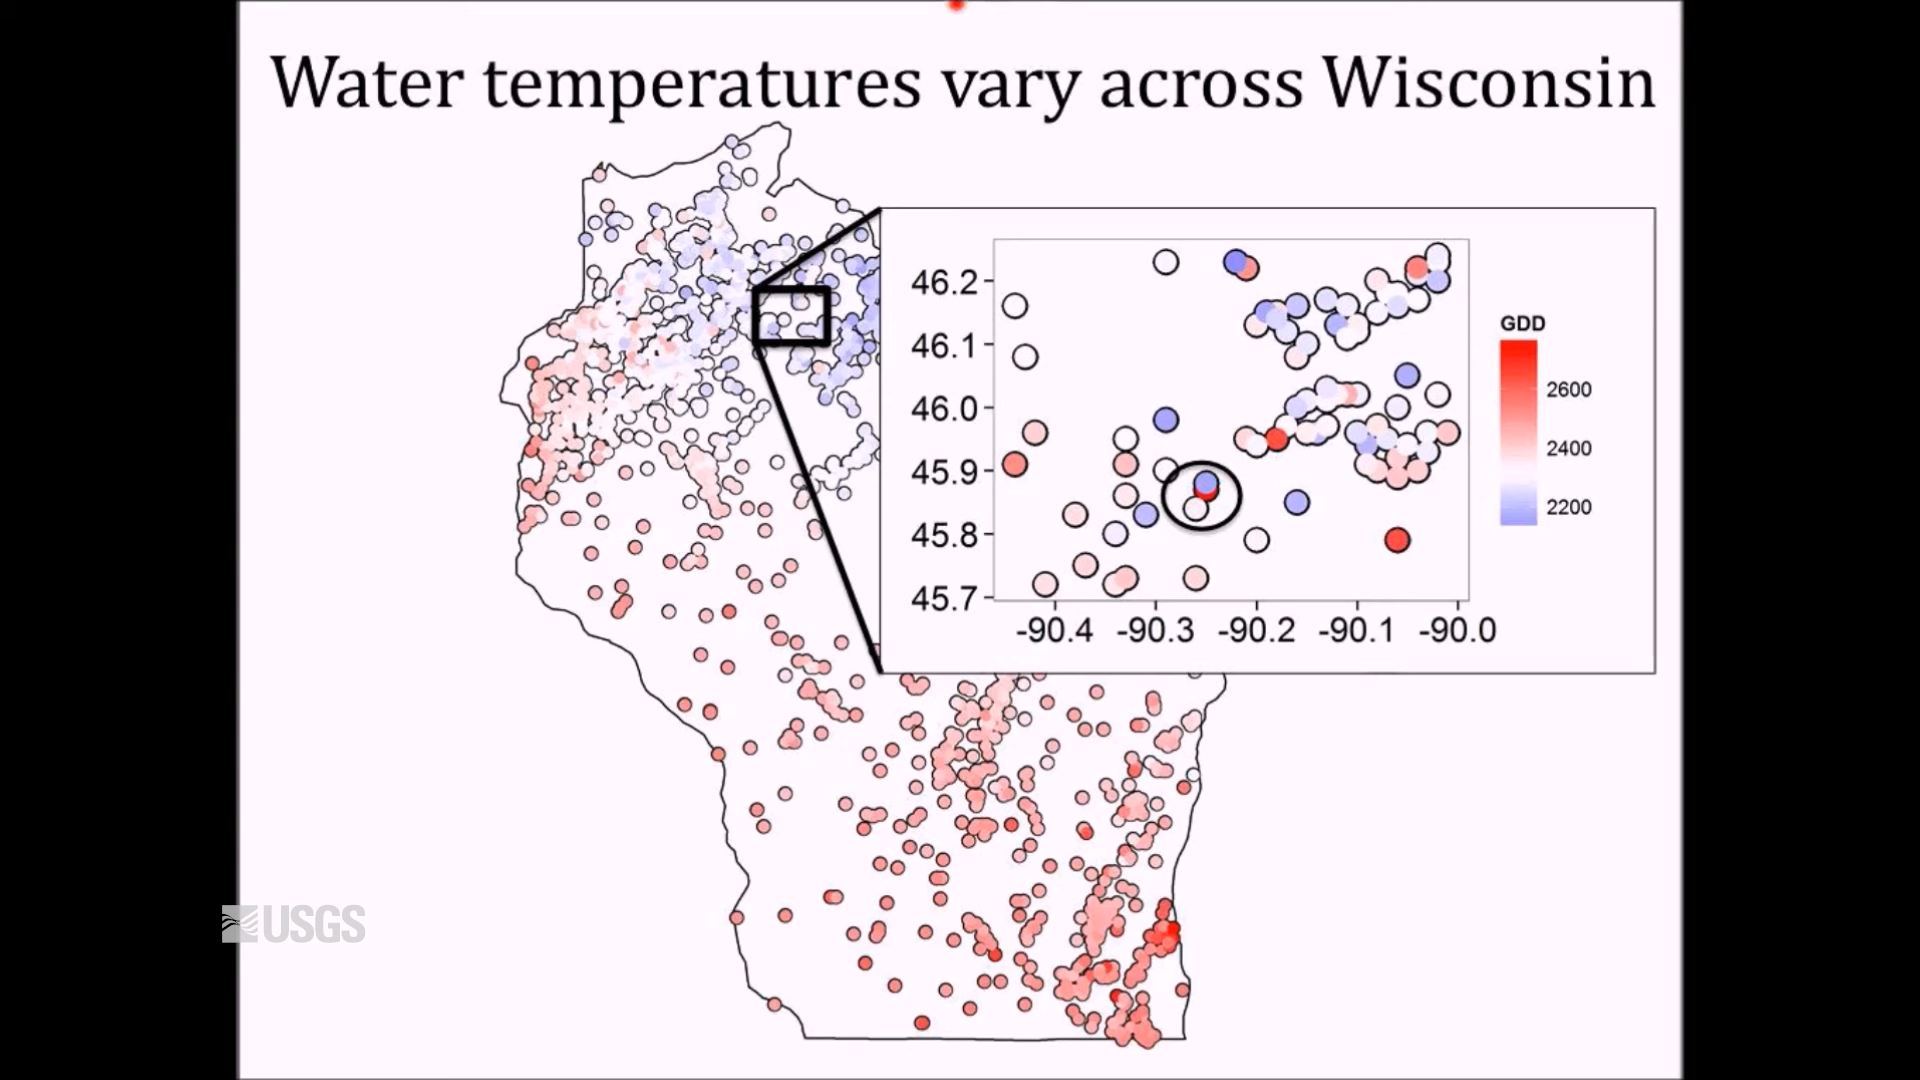 Water temperatures vary across Wisconsin
46.2
46.1
46.0
45.9
45.8
45.7
-90.4 -90.3 -90.2 -90.1 -90.0
GDD
2600
2400
2200
USGS